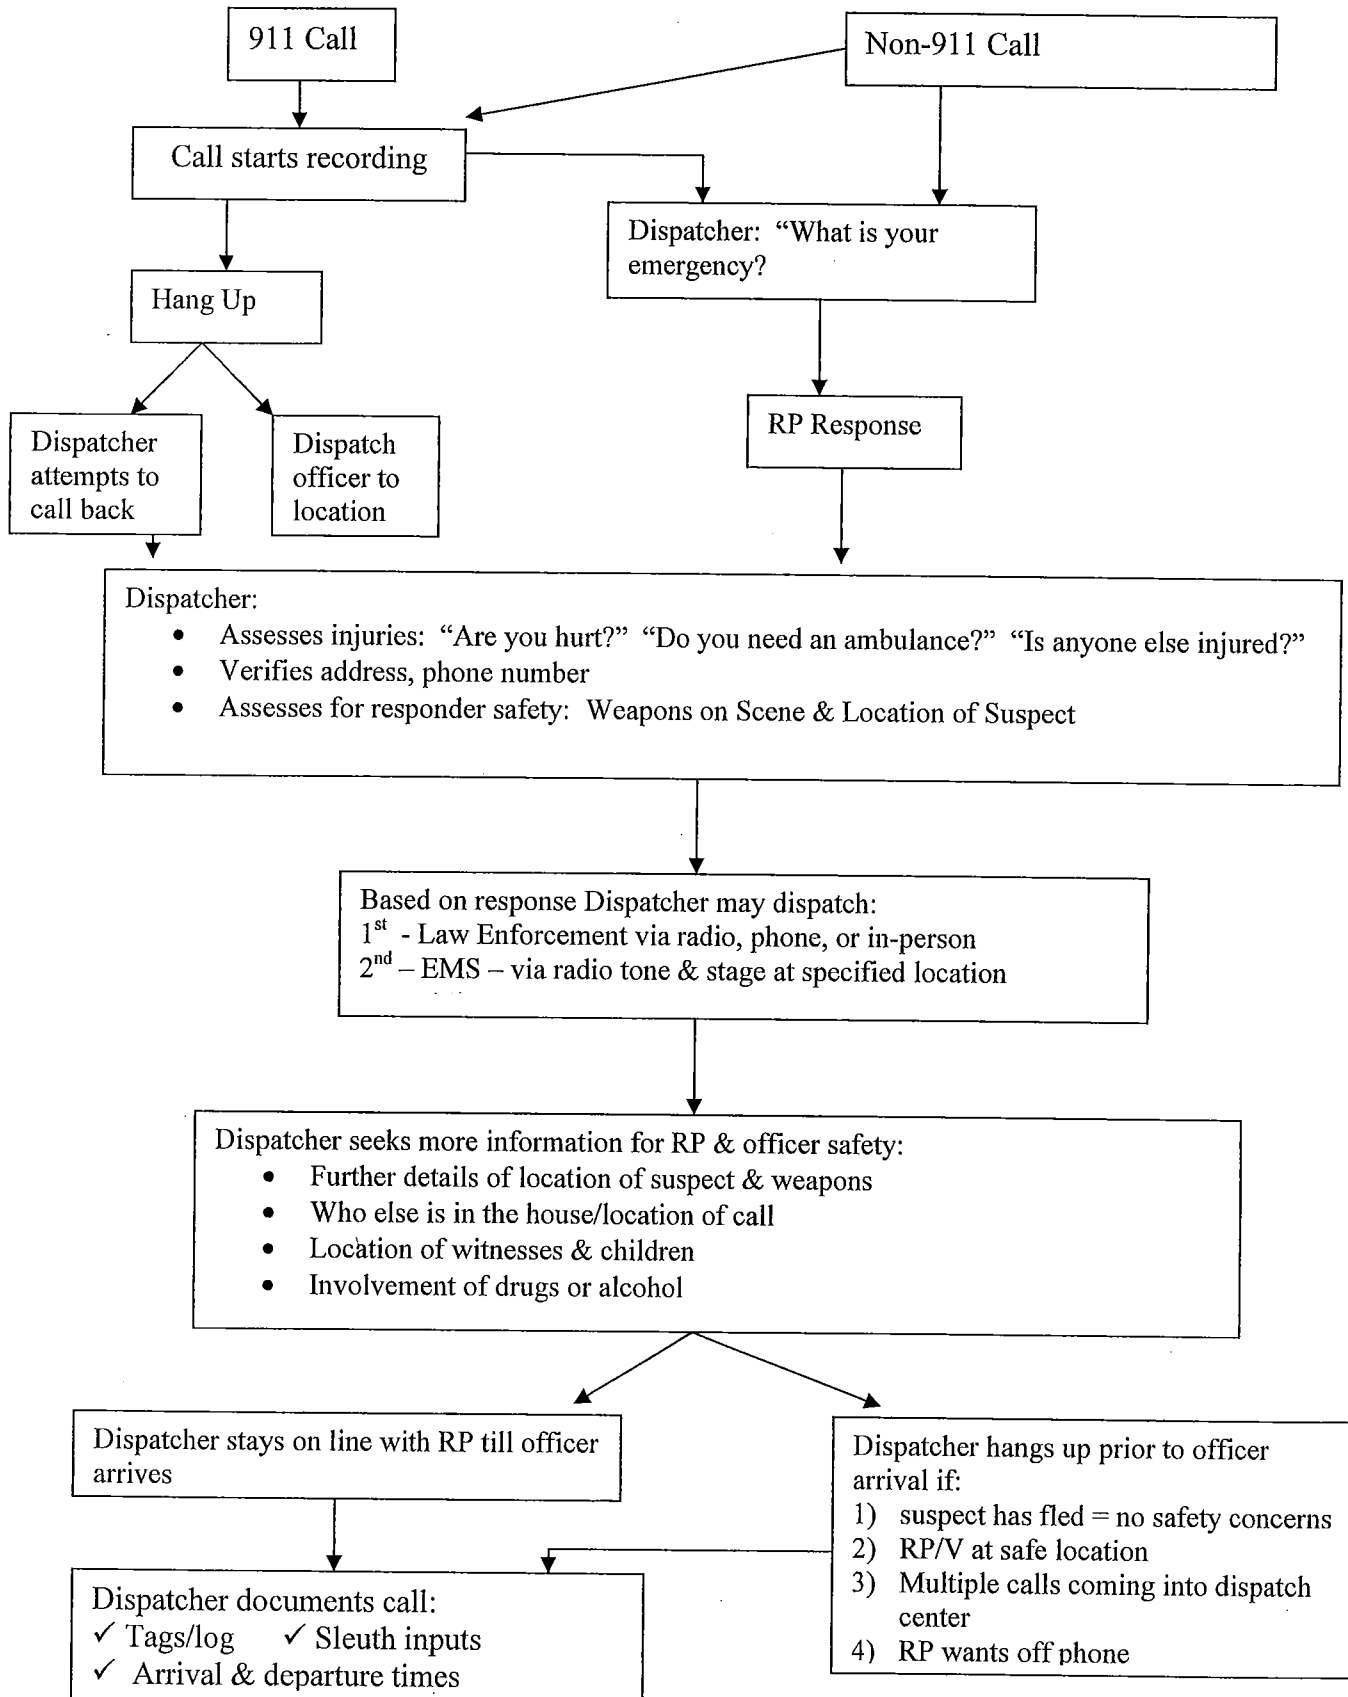 911 Call
Non-911 Call
Call starts recording
Dispatcher: “What is your
emergency?
Hang Up
Dispatcher
attempts to
call back
Dispatch
officer to
location
RP Response
Dispatcher:
• Assesses injuries: “Are you hurt?” “Do you need an ambulance?” “Is anyone else injured?”
• Verifies address, phone number
• Assesses for responder safety: Weapons on Scene & Location of Suspect
Based on response Dispatcher may dispatch:
1st - Law Enforcement via radio, phone, or in-person
2nd – EMS – via radio tone & stage at specified location
Dispatcher seeks more information for RP & officer safety:
• Further details of location of suspect & weapons
• Who else is in the house/location of call
• Location of witnesses & children
• Involvement of drugs or alcohol
Dispatcher stays on line with RP till officer
arrives
Dispatcher hangs up prior to officer
arrival if:
1) suspect has fled = no safety concerns
2) RP/V at safe location
3) Multiple calls coming into dispatch
center
4) RP wants off phone
Dispatcher documents call:
✓ Tags/log ✓ Sleuth inputs
✓ Arrival & departure times